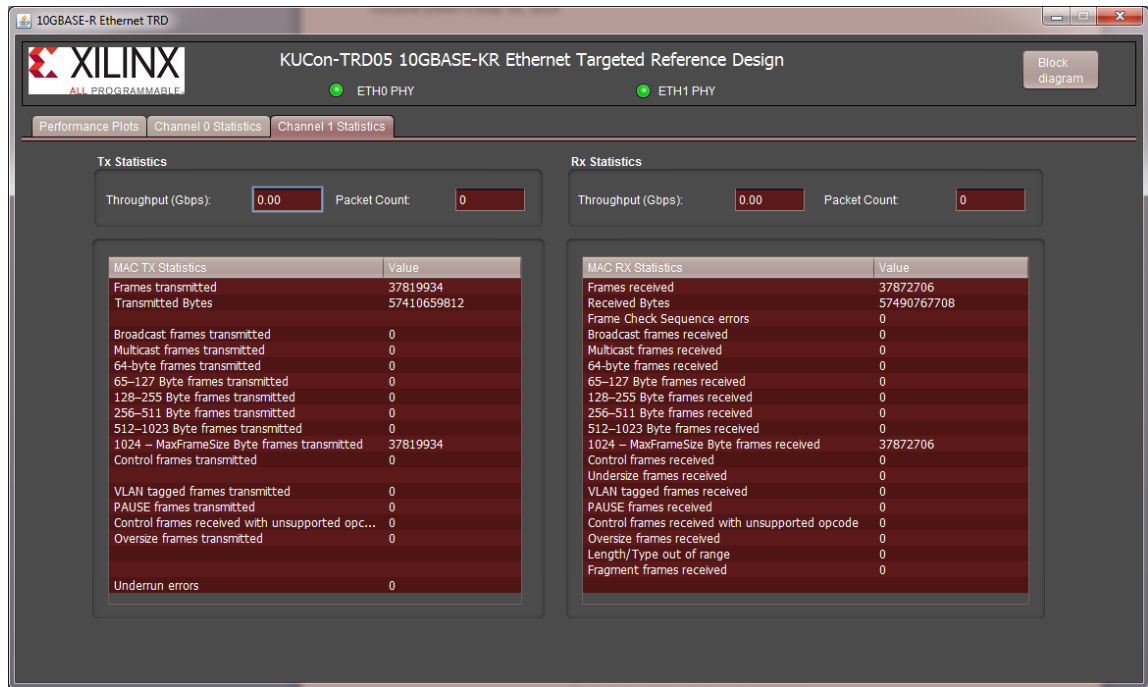 10GBASE-R Ethernet TRD
XILINX
ALL PROGRAMMABLE
KUCon-TRD05 10GBASE-KR Ethernet Targeted Reference Design
ETH0 PHY
ETH1 PHY
Block
diagram
Performance Plots
Channel 0 Statistics
Channel 1 Statistics
Tx Statistics
Throughput (Gbps): 0.00 Packet Count: 0
MAC TX Statistics Value
Frames transmitted 37819934
Transmitted Bytes 57410659812
Broadcast frames transmitted 0
Multicast frames transmitted 0
64-byte frames transmitted 0
65–127 Byte frames transmitted 0
128–255 Byte frames transmitted 0
256–511 Byte frames transmitted 0
512–1023 Byte frames transmitted 0
1024 – MaxFrameSize Byte frames transmitted 37819934
Control frames transmitted 0
VLAN tagged frames transmitted 0
PAUSE frames transmitted 0
Control frames received with unsupported opc... 0
Oversize frames transmitted 0
Underrun errors 0
Rx Statistics
Throughput (Gbps): 0.00 Packet Count: 0
MAC RX Statistics Value
Frames received 37872706
Received Bytes 57490767708
Frame Check Sequence errors 0
Broadcast frames received 0
Multicast frames received 0
64-byte frames received 0
65–127 Byte frames received 0
128–255 Byte frames received 0
256–511 Byte frames received 0
512–1023 Byte frames received 0
1024 – MaxFrameSize Byte frames received 37872706
Control frames received 0
Undersize frames received 0
VLAN tagged frames received 0
PAUSE frames received 0
Control frames received with unsupported opcode 0
Oversize frames received 0
Length/Type out of range 0
Fragment frames received 0